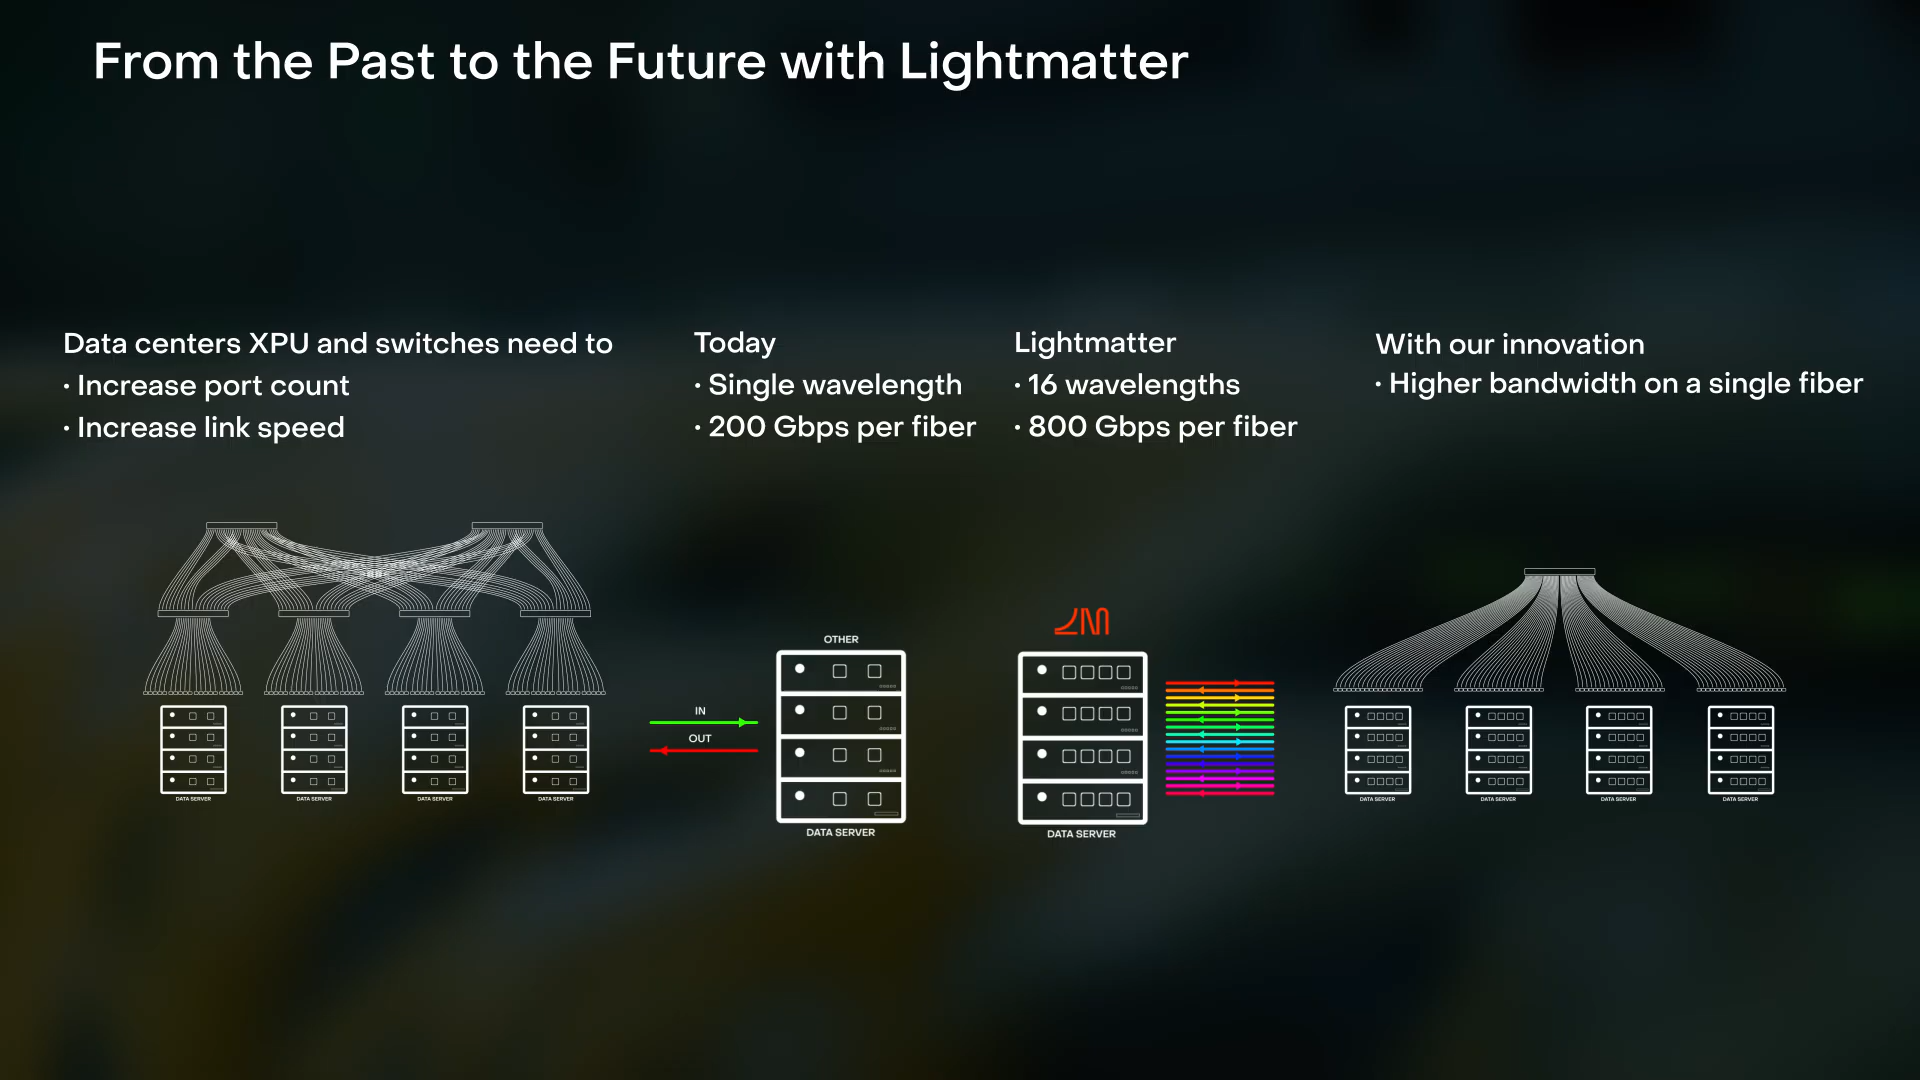 From the Past to the Future with Lightmatter
Data centers XPU and switches need to
· Increase port count
· Increase link speed
Today
· Single wavelength
· 200 Gbps per fiber
Lightmatter
· 16 wavelengths
· 800 Gbps per fiber
With our innovation
· Higher bandwidth on a single fiber
DATA SERVER
DATA SERVER
DATA SERVER
DATA SERVER
IN
OUT
OTHER
DATA SERVER
DATA SERVER
DATA SERVER
DATA SERVER
DATA SERVER
DATA SERVER